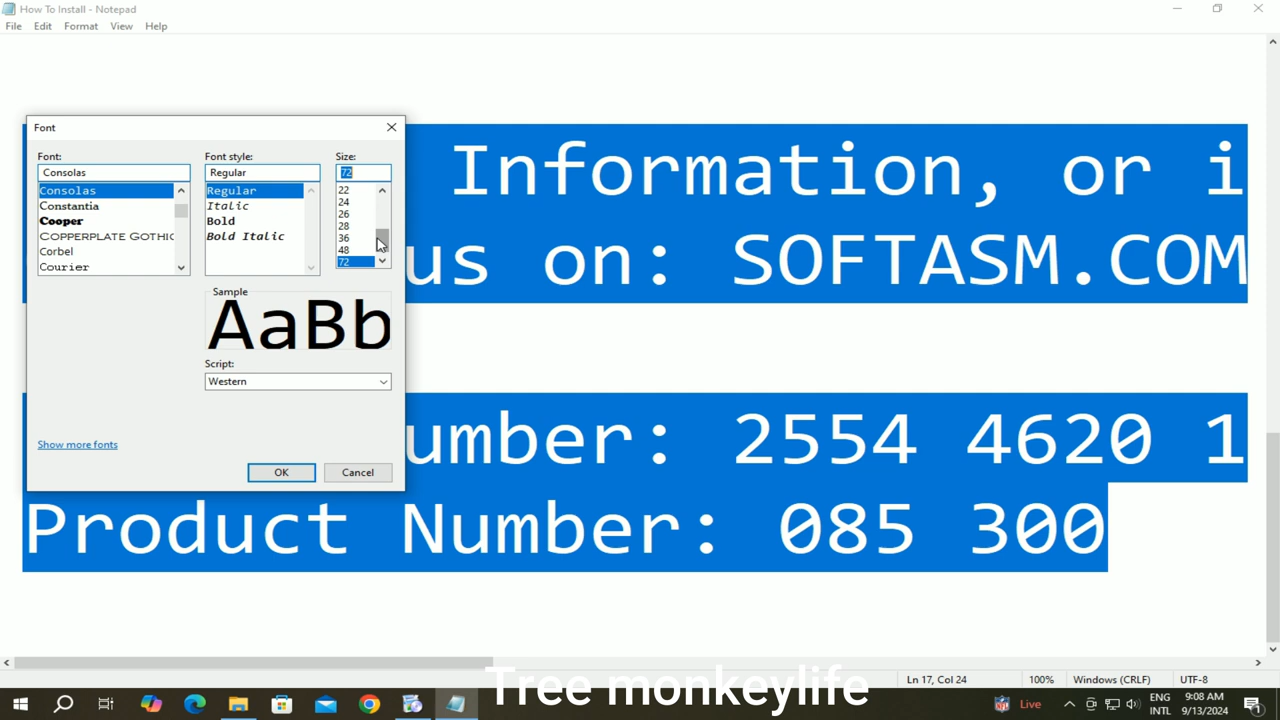 How To Install - Notepad
File Edit Format View Help
Information, or i
us on: SOFTASM.COM
umber: 2554 4620 1
Product Number: 085 300
Font
Font: Font style: Size:
Consolas Regular 72
Consolas Regular 22
Constantia Italic 24
Cooper Bold 26
COPPERPLATE GOTHIC Bold Italic 28
Corbel 36
Courier 48
72
Sample
AaBb
Script:
Western
Show more fonts
OK Cancel
Ln 17, Col 24 100% Windows (CRLF) UTF-8
Tree monkeylife
Live ENG 9:08 AM
INTL 9/13/2024 1